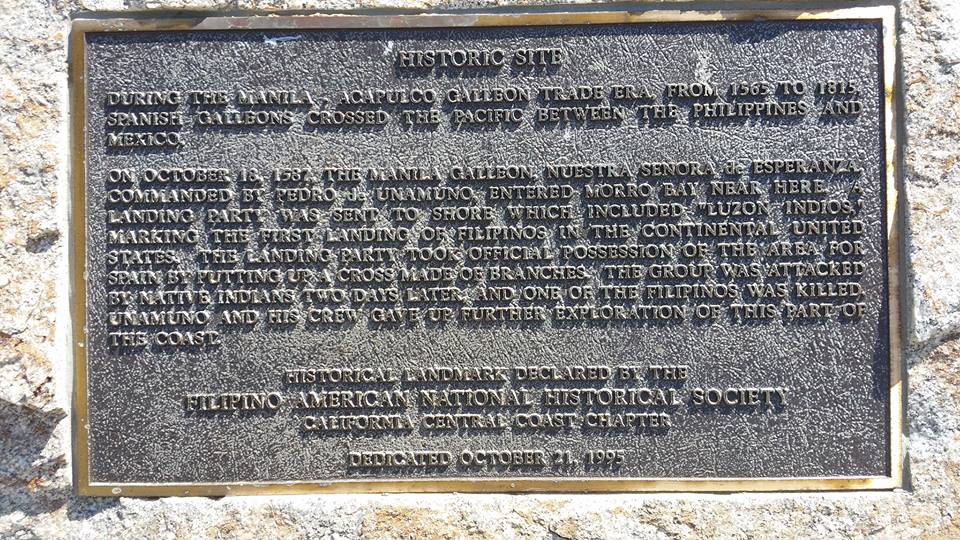 HISTORIC SITE
DURING THE MANILA - ACAPULCO GALLEON TRADE ERA, FROM 1565 TO 1815,
SPANISH GALLEONS CROSSED THE PACIFIC BETWEEN THE PHILIPPINES AND
MEXICO.
ON OCTOBER 18, 1587, THE MANILA GALLEON, NUESTRA SENORA de ESPERANZA,
COMMANDED BY PEDRO de UNAMUNO, ENTERED MORRO BAY NEAR HERE. A
LANDING PARTY WAS SENT TO SHORE WHICH INCLUDED "LUZON INDIOS,"
MARKING THE FIRST LANDING OF FILIPINOS IN THE CONTINENTAL UNITED
STATES. THE LANDING PARTY TOOK OFFICIAL POSSESSION OF THE AREA FOR
SPAIN BY PUTTING UP A CROSS MADE OF BRANCHES. THE GROUP WAS ATTACKED
BY NATIVE INDIANS TWO DAYS LATER, AND ONE OF THE FILIPINOS WAS KILLED.
UNAMUNO AND HIS CREW GAVE UP FURTHER EXPLORATION OF THIS PART OF
THE COAST.
HISTORICAL LANDMARK DECLARED BY THE
FILIPINO AMERICAN NATIONAL HISTORICAL SOCIETY
CALIFORNIA CENTRAL COAST CHAPTER
DEDICATED OCTOBER 21, 1995